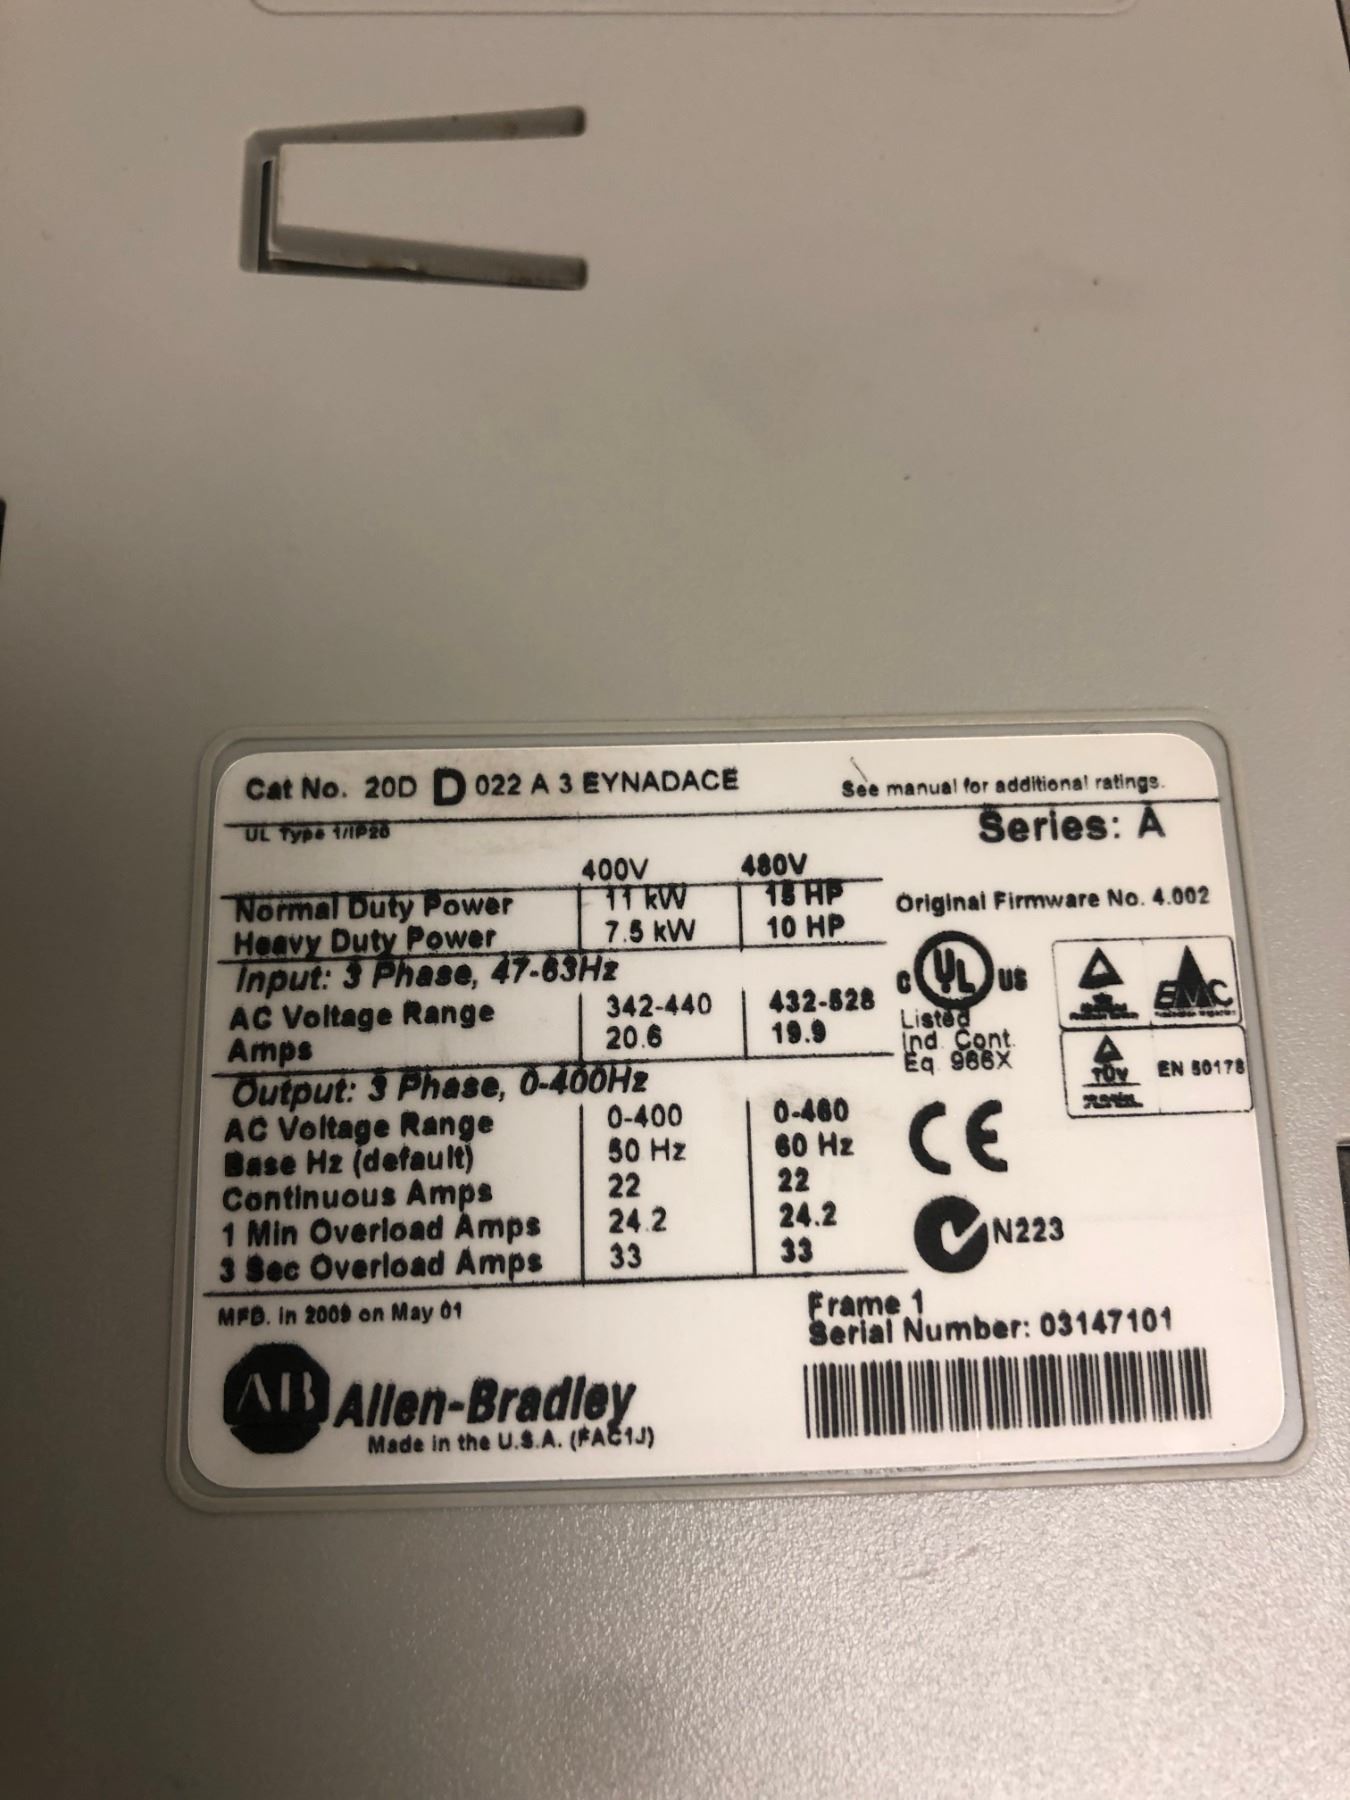 Cat No. 20D D 022 A 3 EYNADACE
See manual for additional ratings.
UL Type 1/IP20
Series: A
400V 480V
Normal Duty Power 11 kW 15 HP
Heavy Duty Power 7.5 kW 10 HP
Original Firmware No. 4.002
Input: 3 Phase, 47-63Hz
AC Voltage Range 342-440 432-528
Amps 20.6 19.9
C UL US
Listed
Ind. Cont.
Eq. 966X
EMC
TÜV
EN 50178
Output: 3 Phase, 0-400Hz
AC Voltage Range 0-400 0-460
Base Hz (default) 50 Hz 60 Hz
Continuous Amps 22 22
1 Min Overload Amps 24.2 24.2
3 Sec Overload Amps 33 33
CE
N223
MFD. in 2009 on May 01
Frame 1
Serial Number: 03147101
AB Allen-Bradley
Made in the U.S.A. (FAC1J)